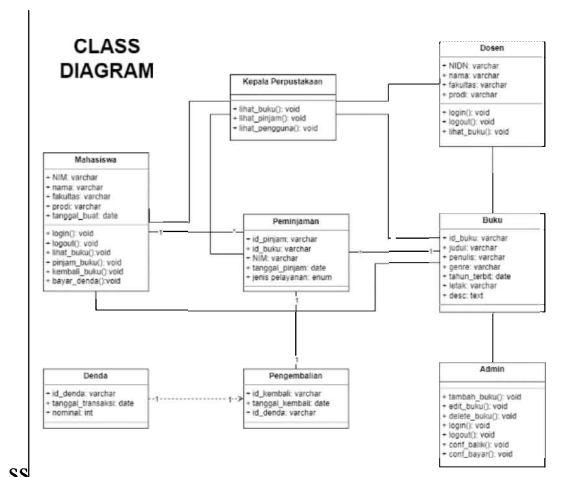 CLASS
DIAGRAM
Dosen
+ NIDN: varchar
+ nama: varchar
+ fakultas: varchar
+ prodi: varchar
+ login(): void
+ logout(): void
+ lihat_buku(): void
Kepala Perpustakaan
+ lihat_buku(): void
+ lihat_pinjam(): void
+ lihat_pengguna(): void
Mahasiswa
+ NIM: varchar
+ nama: varchar
+ fakultas: varchar
+ prodi: varchar
+ tanggal_buat: date
+ login(): void
+ logout(): void
+ lihat_buku():void
+ pinjam_buku(): void
+ kembali_buku(): void
+ bayar_denda():void
1
*
Peminjaman
+ id_pinjam: varchar
+ id_buku: varchar
+ NIM: varchar
+ tanggal_pinjam: date
+ jenis pelayanan: enum
*
1
1
1
Buku
+ id_buku: varchar
+ judul: varchar
+ penulis: varchar
+ genre: varchar
+ tahun_terbit: date
+ letak: varchar
+ desc: text
Denda
+ id_denda: varchar
+ tanggal_transaksi: date
+ nominal: int
1
1
Pengembalian
+ id_kembali: varchar
+ tanggal_kembali: date
+ id_denda: varchar
Admin
+ tambah_buku(): void
+ edit_buku(): void
+ delete_buku(): void
+ login(): void
+ logout(): void
+ conf_balik(): void
+ conf_bayar(): void
ss